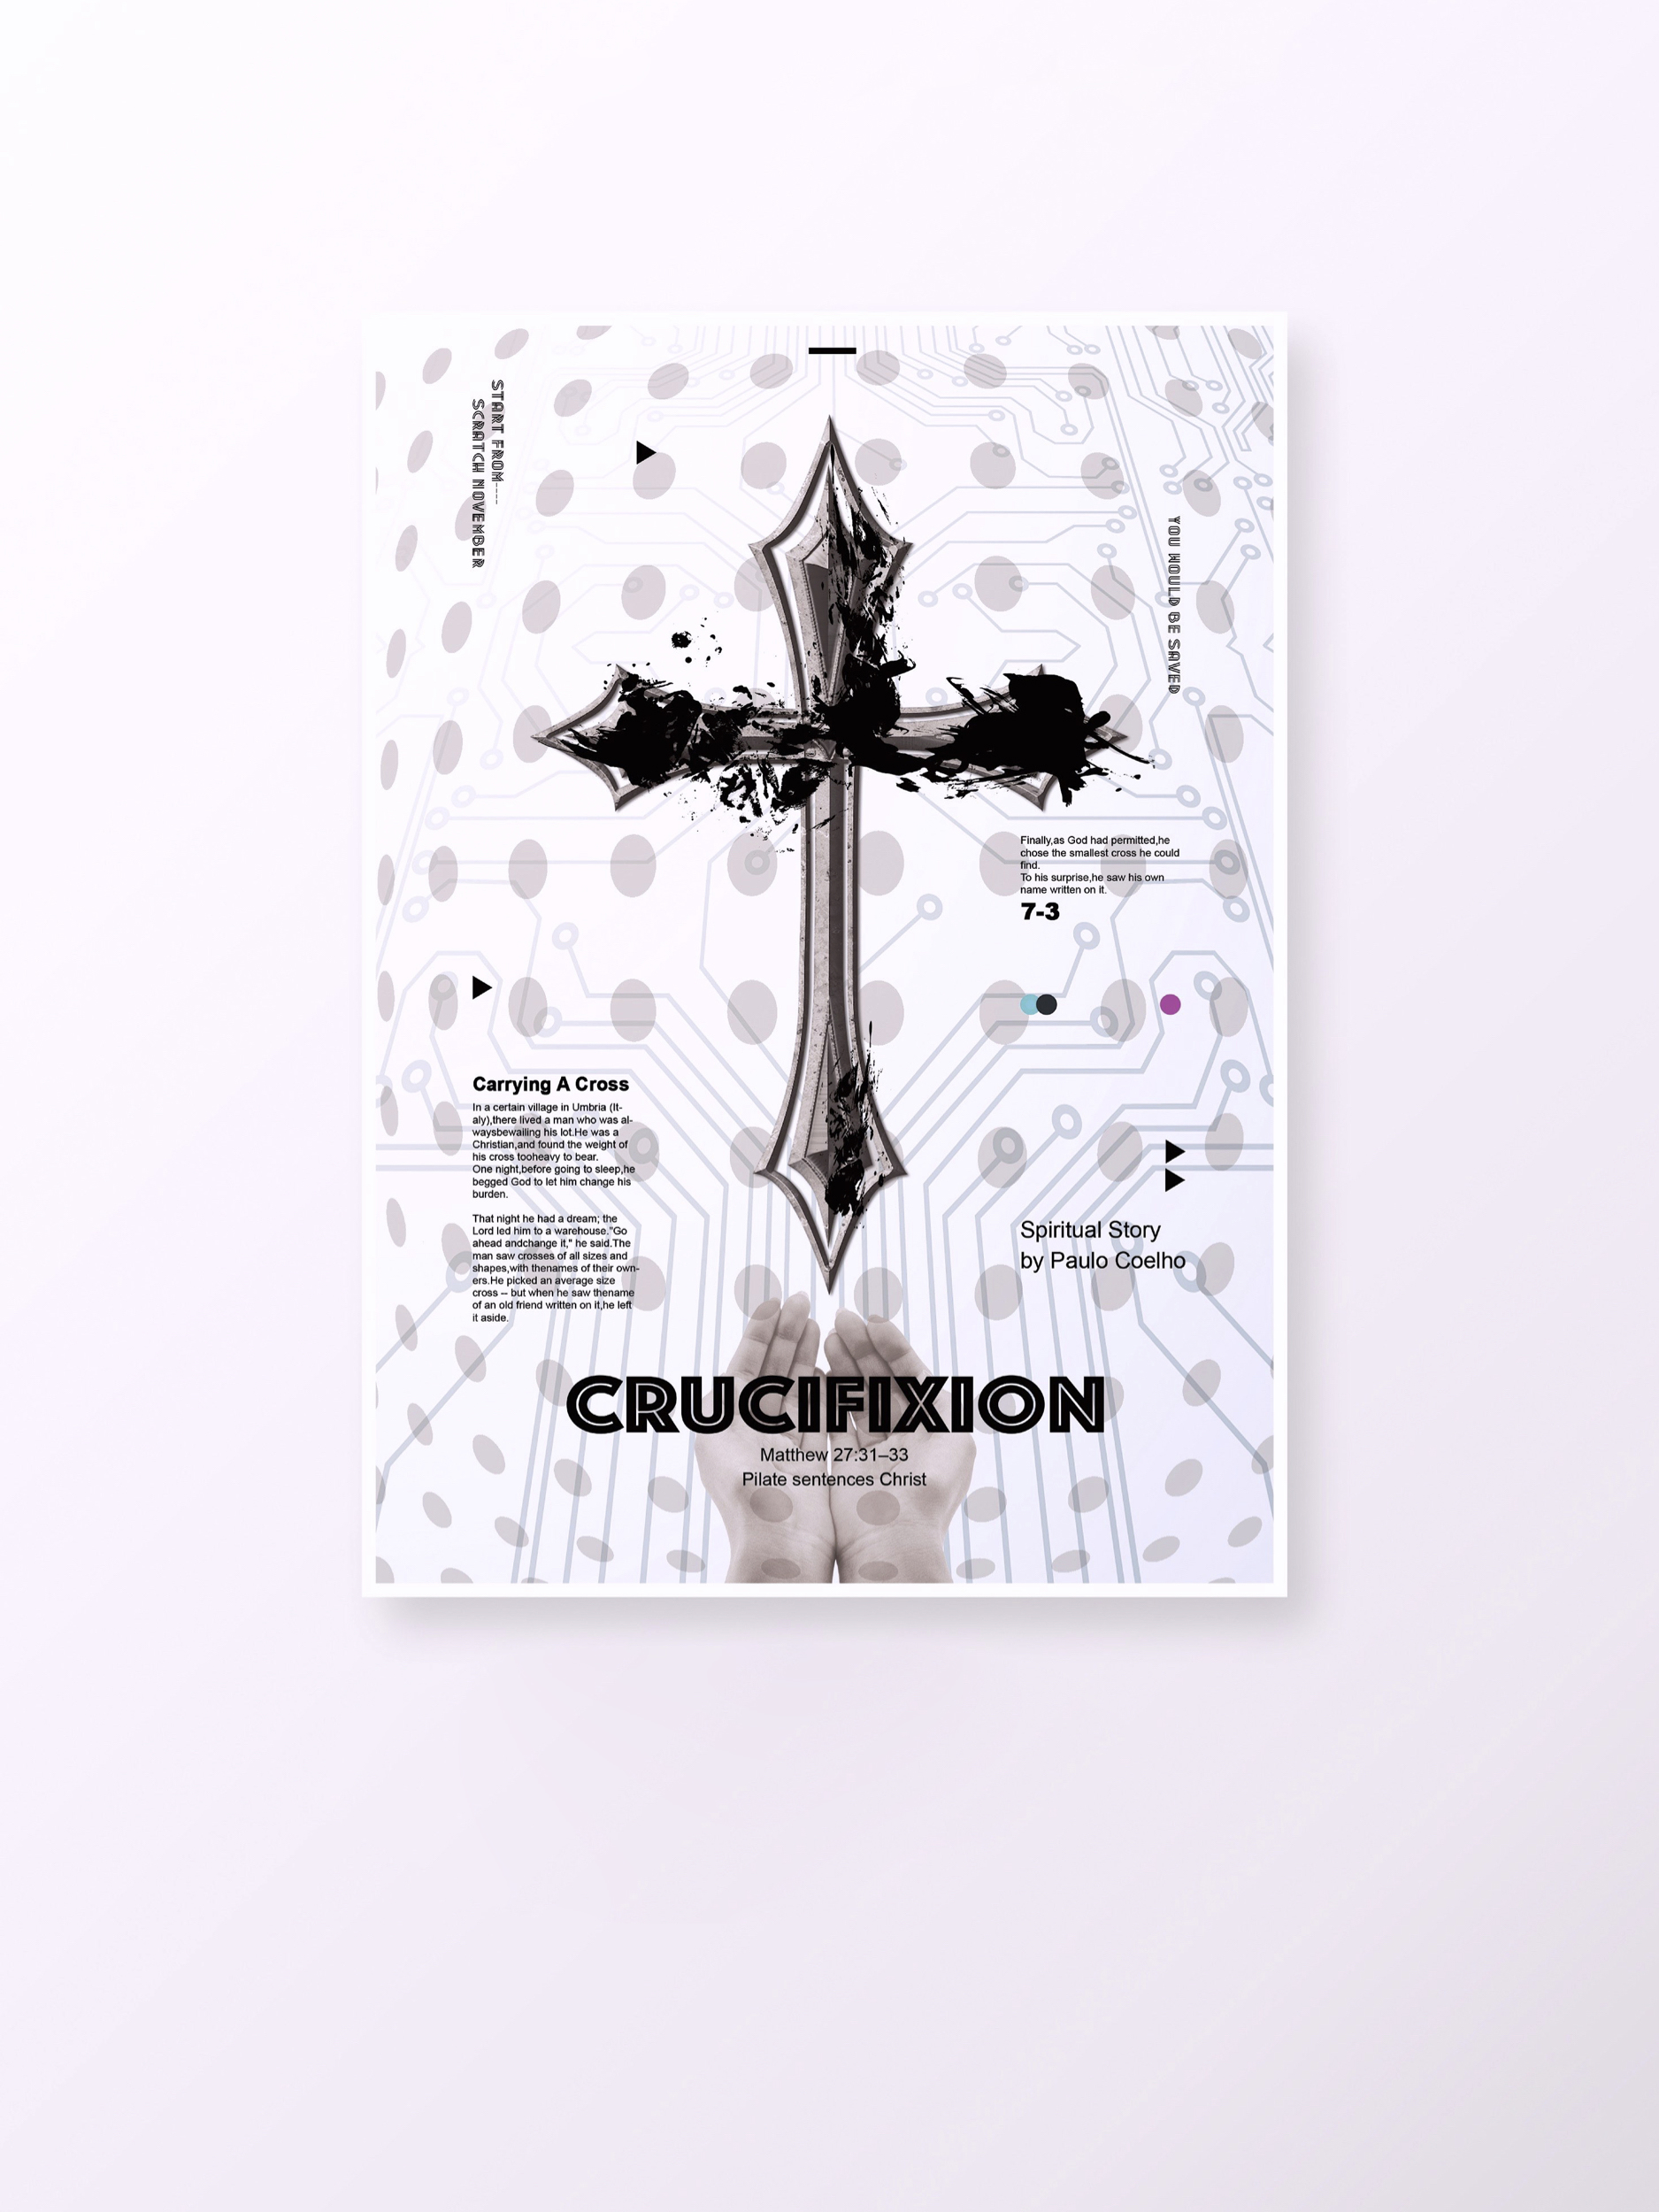 START FROM----
SCRATCH NOVEMBER
YOU WOULD BE SAVED
Finally,as God had permitted,he
chose the smallest cross he could
find.
To his surprise,he saw his own
name written on it.
7-3
Carrying A Cross
In a certain village in Umbria (It-
aly),there lived a man who was al-
waysbewailing his lot.He was a
Christian,and found the weight of
his cross tooheavy to bear.
One night,before going to sleep,he
begged God to let him change his
burden.
That night he had a dream; the
Lord led him to a warehouse."Go
ahead andchange it," he said.The
man saw crosses of all sizes and
shapes,with thenames of their own-
ers.He picked an average size
cross -- but when he saw thename
of an old friend written on it,he left
it aside.
Spiritual Story
by Paulo Coelho
CRUCIFIXION
Matthew 27:31–33
Pilate sentences Christ